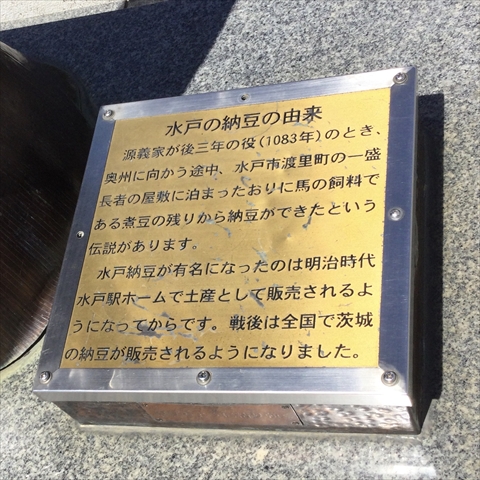 水戸の納豆の由来
源義家が後三年の役(1083年)のとき、
奥州に向かう途中、水戸市渡里町の一盛
長者の屋敷に泊まったおりに馬の飼料で
ある煮豆の残りから納豆ができたという
伝説があります。
水戸納豆が有名になったのは明治時代
水戸駅ホームで土産として販売されるよ
うになってからです。戦後は全国で茨城
の納豆が販売されるようになりました。